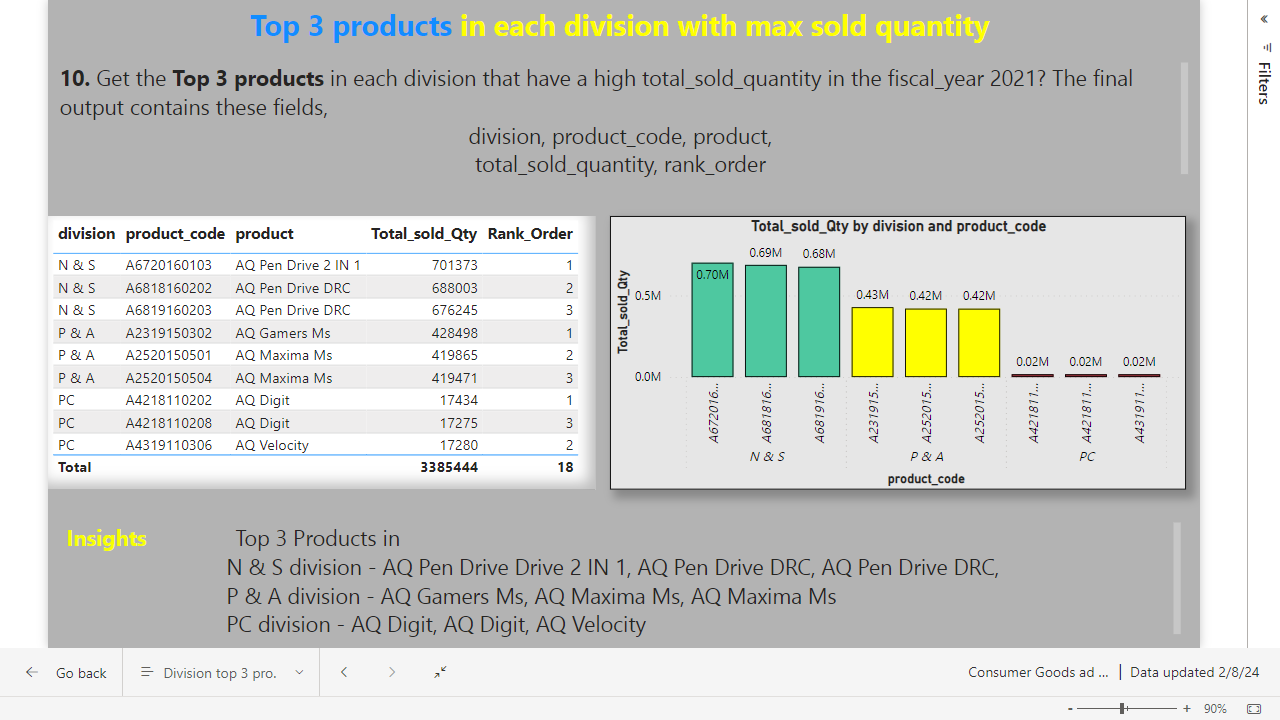 Top 3 products in each division with max sold quantity
10. Get the Top 3 products in each division that have a high total_sold_quantity in the fiscal_year 2021? The final
output contains these fields,
division, product_code, product,
total_sold_quantity, rank_order
Filters
division product_code product Total_sold_Qty Rank_Order
N & S A6720160103 AQ Pen Drive 2 IN 1 701373 1
N & S A6818160202 AQ Pen Drive DRC 688003 2
N & S A6819160203 AQ Pen Drive DRC 676245 3
P & A A2319150302 AQ Gamers Ms 428498 1
P & A A2520150501 AQ Maxima Ms 419865 2
P & A A2520150504 AQ Maxima Ms 419471 3
PC A4218110202 AQ Digit 17434 1
PC A4218110208 AQ Digit 17275 3
PC A4319110306 AQ Velocity 17280 2
Total 3385444 18
Total_sold_Qty by division and product_code
Total_sold_Qty
0.5M
0.0M
0.70M 0.69M 0.68M 0.43M 0.42M 0.42M 0.02M 0.02M 0.02M
A672016... A681816... A681916... A231915... A252015... A252015... A421811... A421811... A431911...
N & S P & A PC
product_code
Insights
Top 3 Products in
N & S division - AQ Pen Drive Drive 2 IN 1, AQ Pen Drive DRC, AQ Pen Drive DRC,
P & A division - AQ Gamers Ms, AQ Maxima Ms, AQ Maxima Ms
PC division - AQ Digit, AQ Digit, AQ Velocity
Go back Division top 3 pro. Consumer Goods ad ... | Data updated 2/8/24
- + 90%